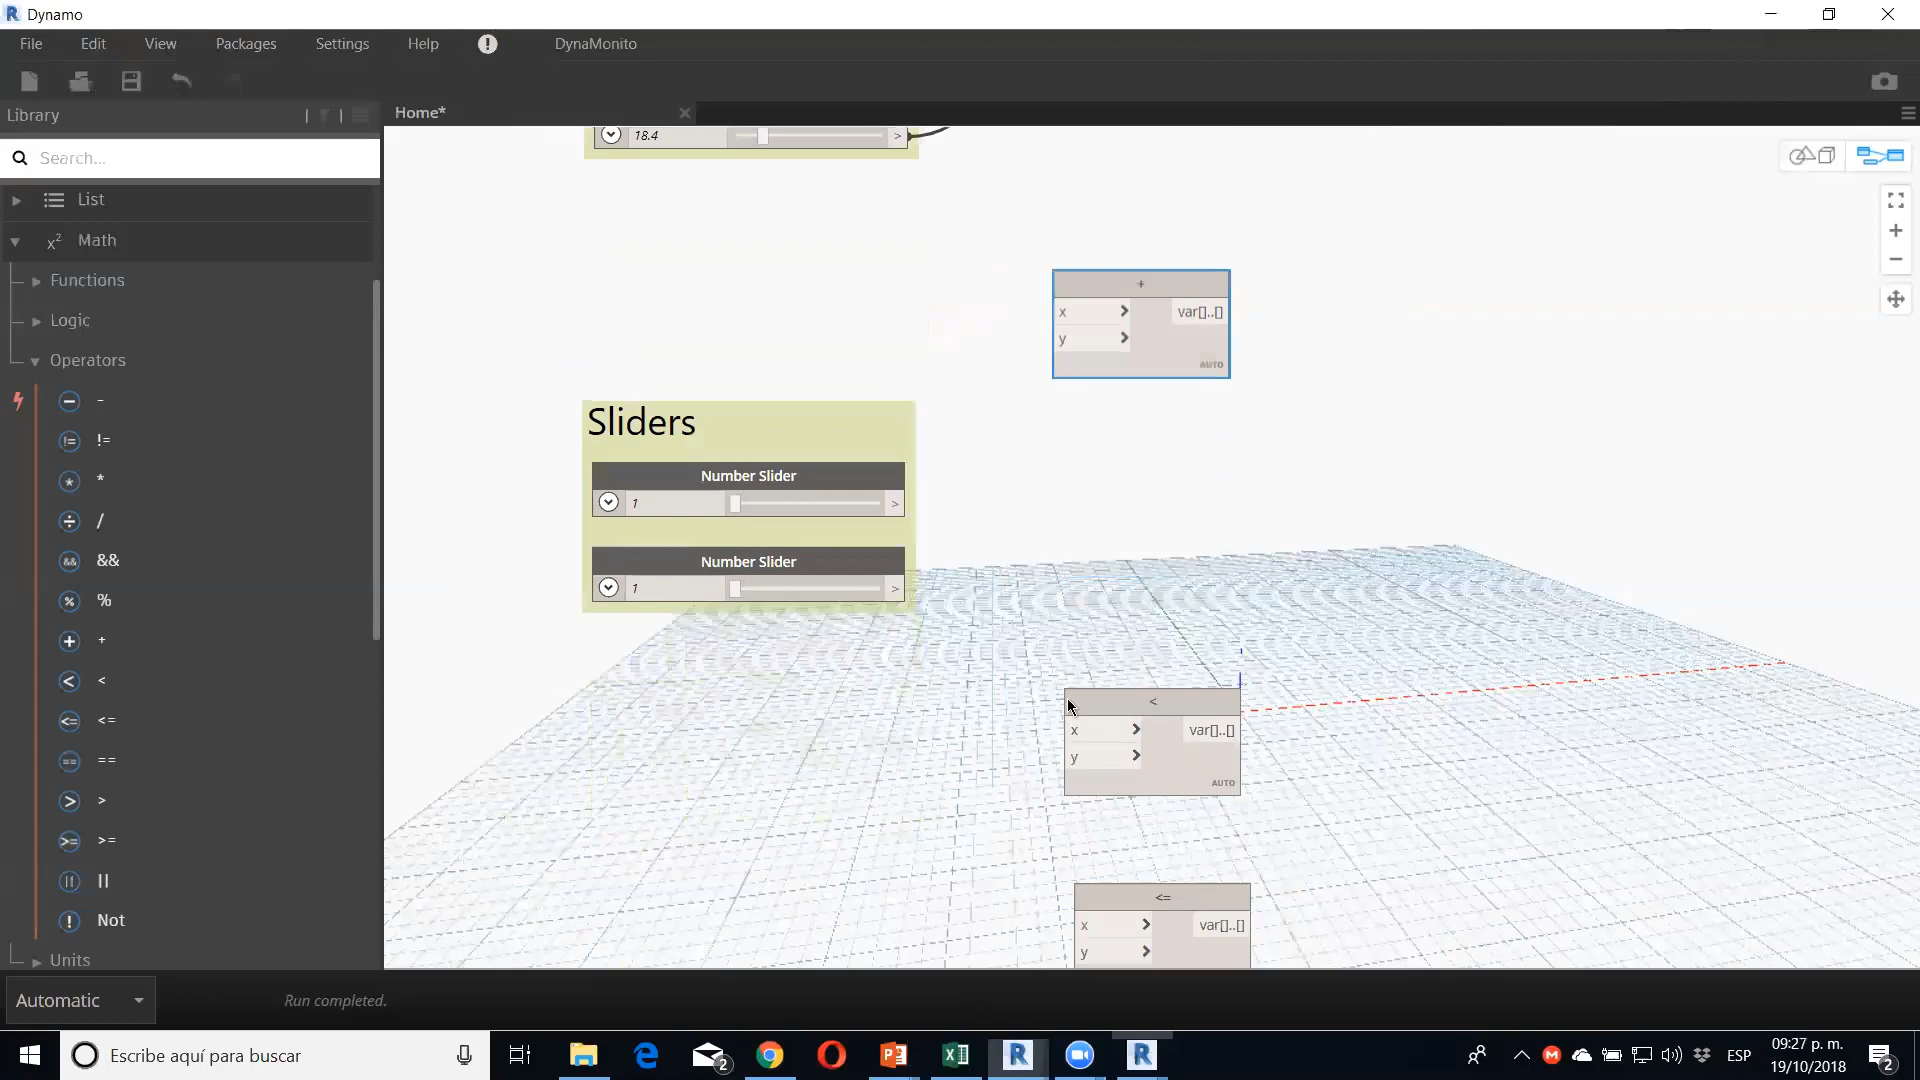 Dynamo
File Edit View Packages Settings Help DynaMonito
Library
Home*
Search...
List
Math
Functions
Logic
Operators
-
!=
*
/
&&
%
+
<
<=
==
>
>=
||
Not
Units
18.4 >
+
x var[]..[]
y
AUTO
Sliders
Number Slider
1 >
Number Slider
1 >
<
x var[]..[]
y
AUTO
<=
x var[]..[]
y
Automatic
Run completed.
Escribe aquí para buscar
2
ESP
09:27 p. m.
19/10/2018
2